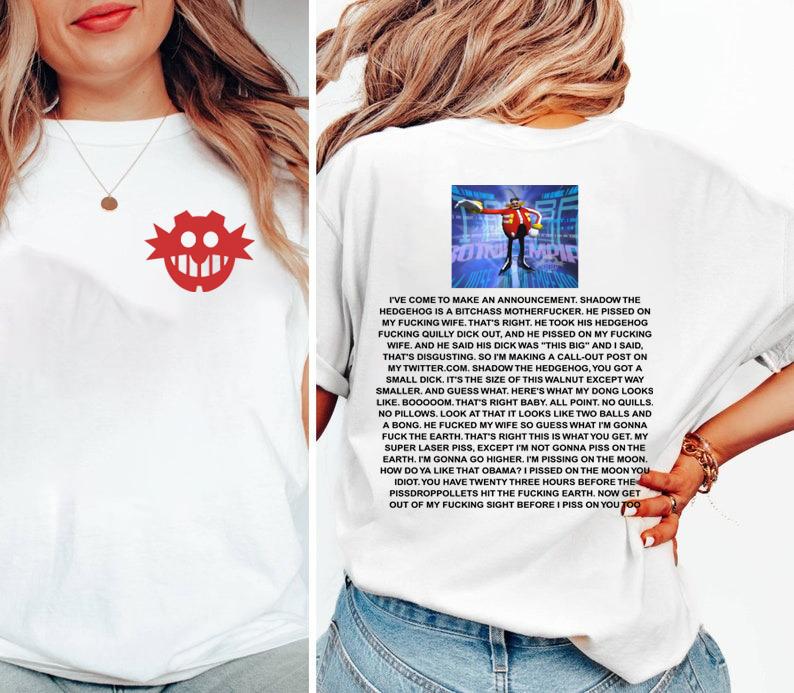 I'VE COME TO MAKE AN ANNOUNCEMENT. SHADOW THE
HEDGEHOG IS A BITCHASS MOTHERFUCKER. HE PISSED ON
MY FUCKING WIFE. THAT'S RIGHT. HE TOOK HIS HEDGEHOG
FUCKING QUILLY DICK OUT, AND HE PISSED ON MY FUCKING
WIFE. AND HE SAID HIS DICK WAS "THIS BIG" AND I SAID,
THAT'S DISGUSTING. SO I'M MAKING A CALL-OUT POST ON
MY TWITTER.COM. SHADOW THE HEDGEHOG, YOU GOT A
SMALL DICK. IT'S THE SIZE OF THIS WALNUT EXCEPT WAY
SMALLER. AND GUESS WHAT. HERE'S WHAT MY DONG LOOKS
LIKE. BOOOOOM. THAT'S RIGHT BABY. ALL POINT. NO QUILLS.
NO PILLOWS. LOOK AT THAT IT LOOKS LIKE TWO BALLS AND
A BONG. HE FUCKED MY WIFE SO GUESS WHAT I'M GONNA
FUCK THE EARTH. THAT'S RIGHT THIS IS WHAT YOU GET. MY
SUPER LASER PISS, EXCEPT I'M NOT GONNA PISS ON THE
EARTH. I'M GONNA GO HIGHER. I'M PISSING ON THE MOON.
HOW DO YA LIKE THAT OBAMA? I PISSED ON THE MOON YOU
IDIOT. YOU HAVE TWENTY THREE HOURS BEFORE THE
PISSDROPPOLLETS HIT THE FUCKING EARTH. NOW GET
OUT OF MY FUCKING SIGHT BEFORE I PISS ON YOU TOO